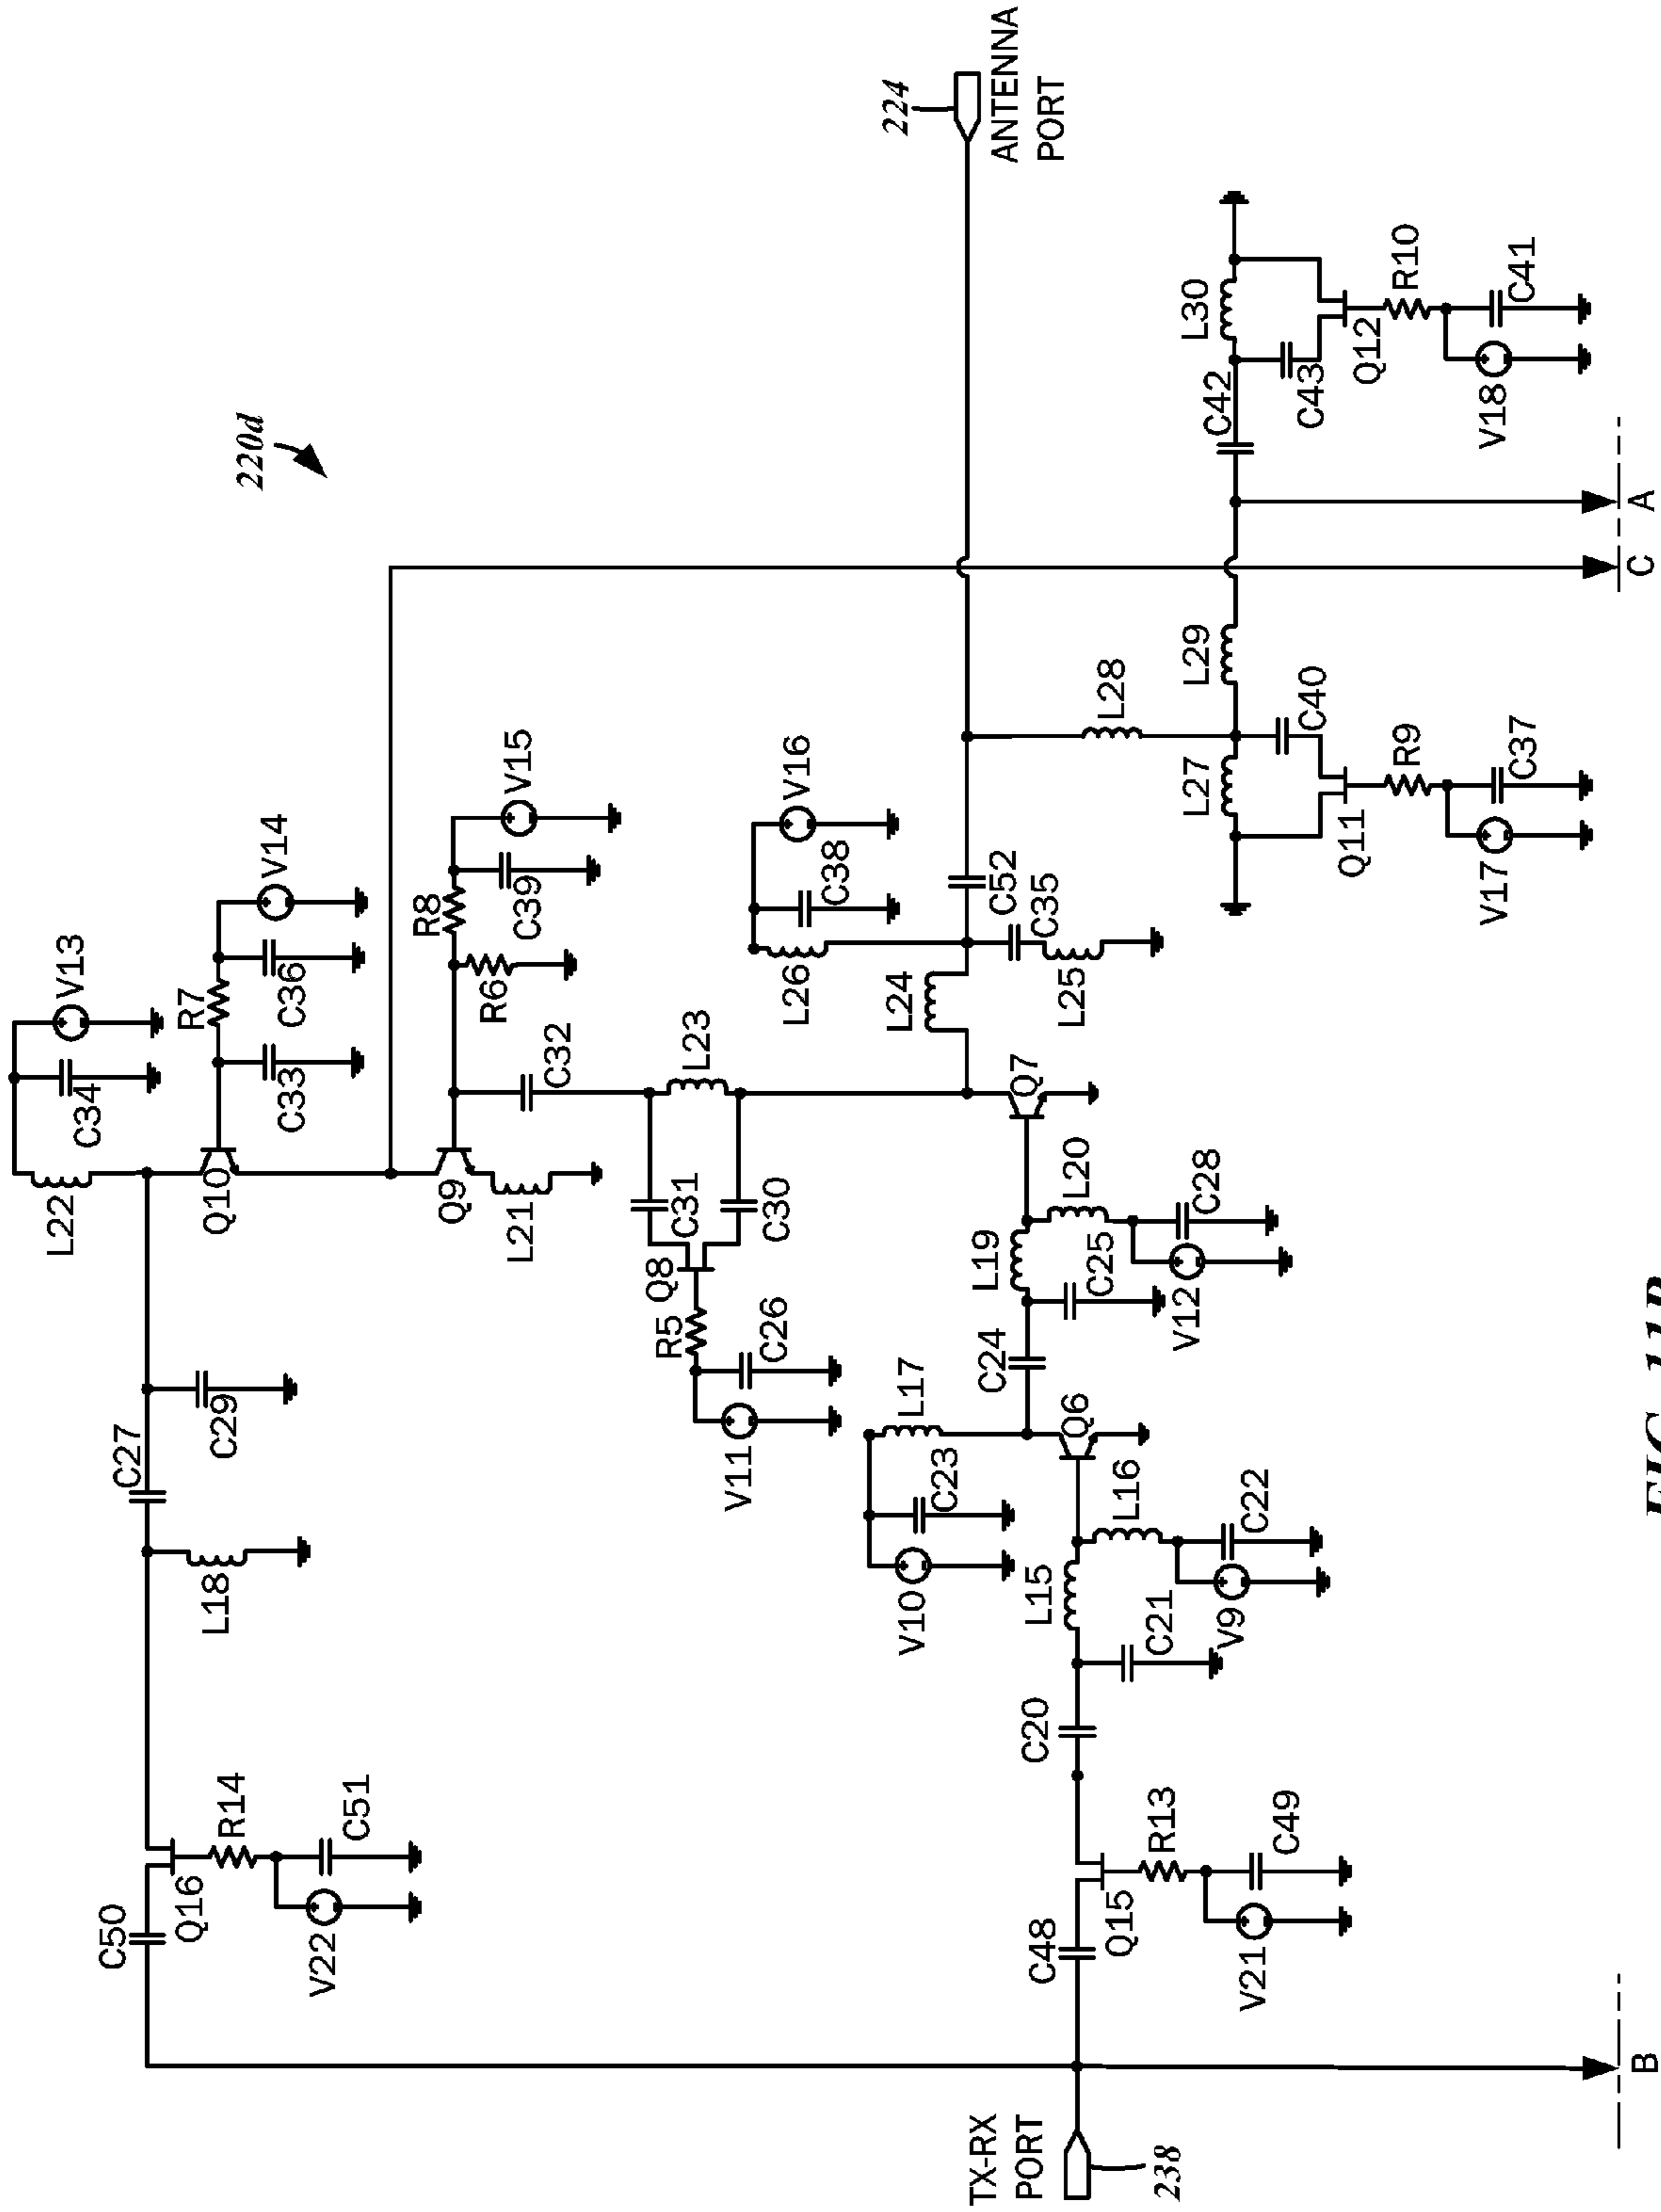 220d
L22
C34
V13
Q10
C33
R7
C36
V14
C27
C29
L18
C50
Q16
R14
V22
C51
Q9
L21
R6
R8
C39
V15
C32
L23
C31
C30
Q8
R5
V11
C26
224
ANTENNA
PORT
L26
C38
V16
L24
C52
C35
L25
Q7
L17
C23
V10
Q6
C24
L19
C25
L20
V12
C28
L15
L16
C21
V9
C22
C20
TX-RX
PORT
238
C48
Q15
R13
V21
C49
L28
L27
L29
C40
Q11
R9
V17
C37
C42
L30
C43
Q12
R10
V18
C41
B
C
A